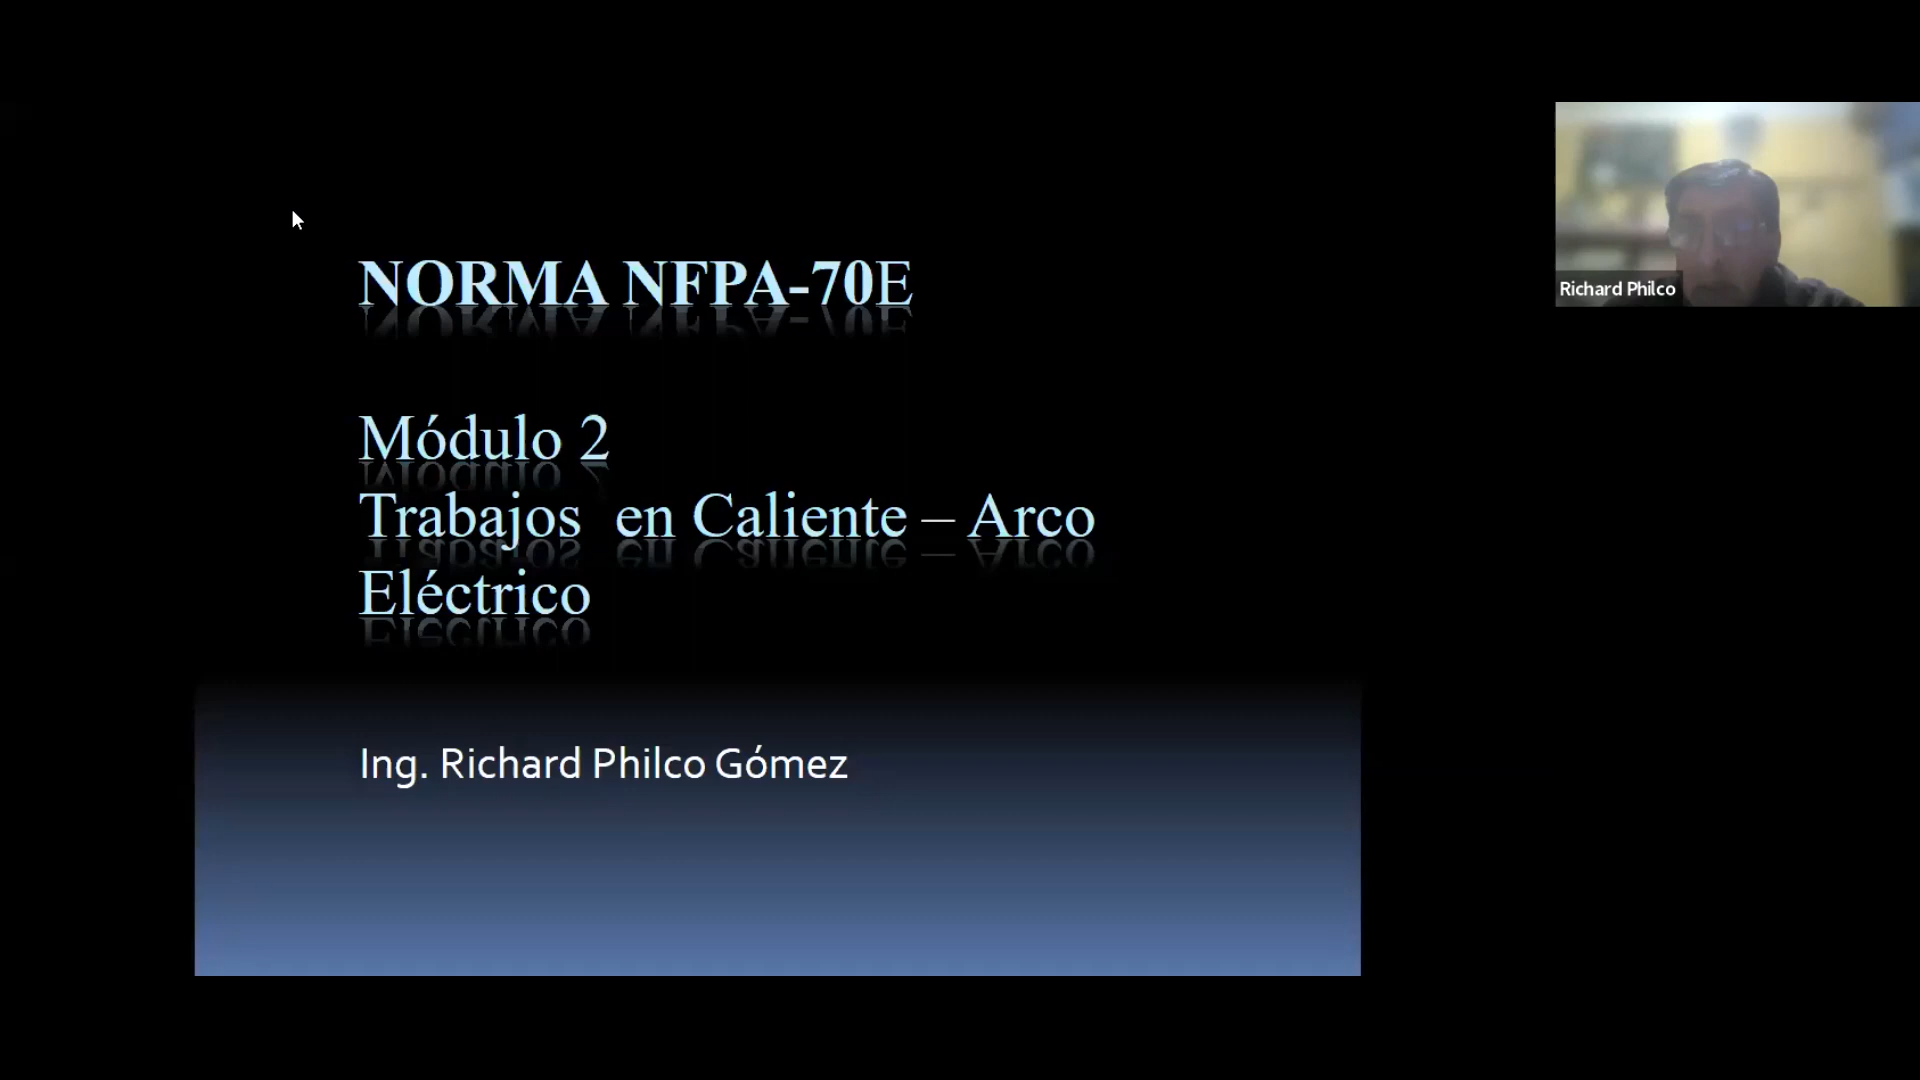 NORMA NFPA-70E
Módulo 2
Trabajos en Caliente – Arco
Eléctrico
Ing. Richard Philco Gómez
Richard Philco